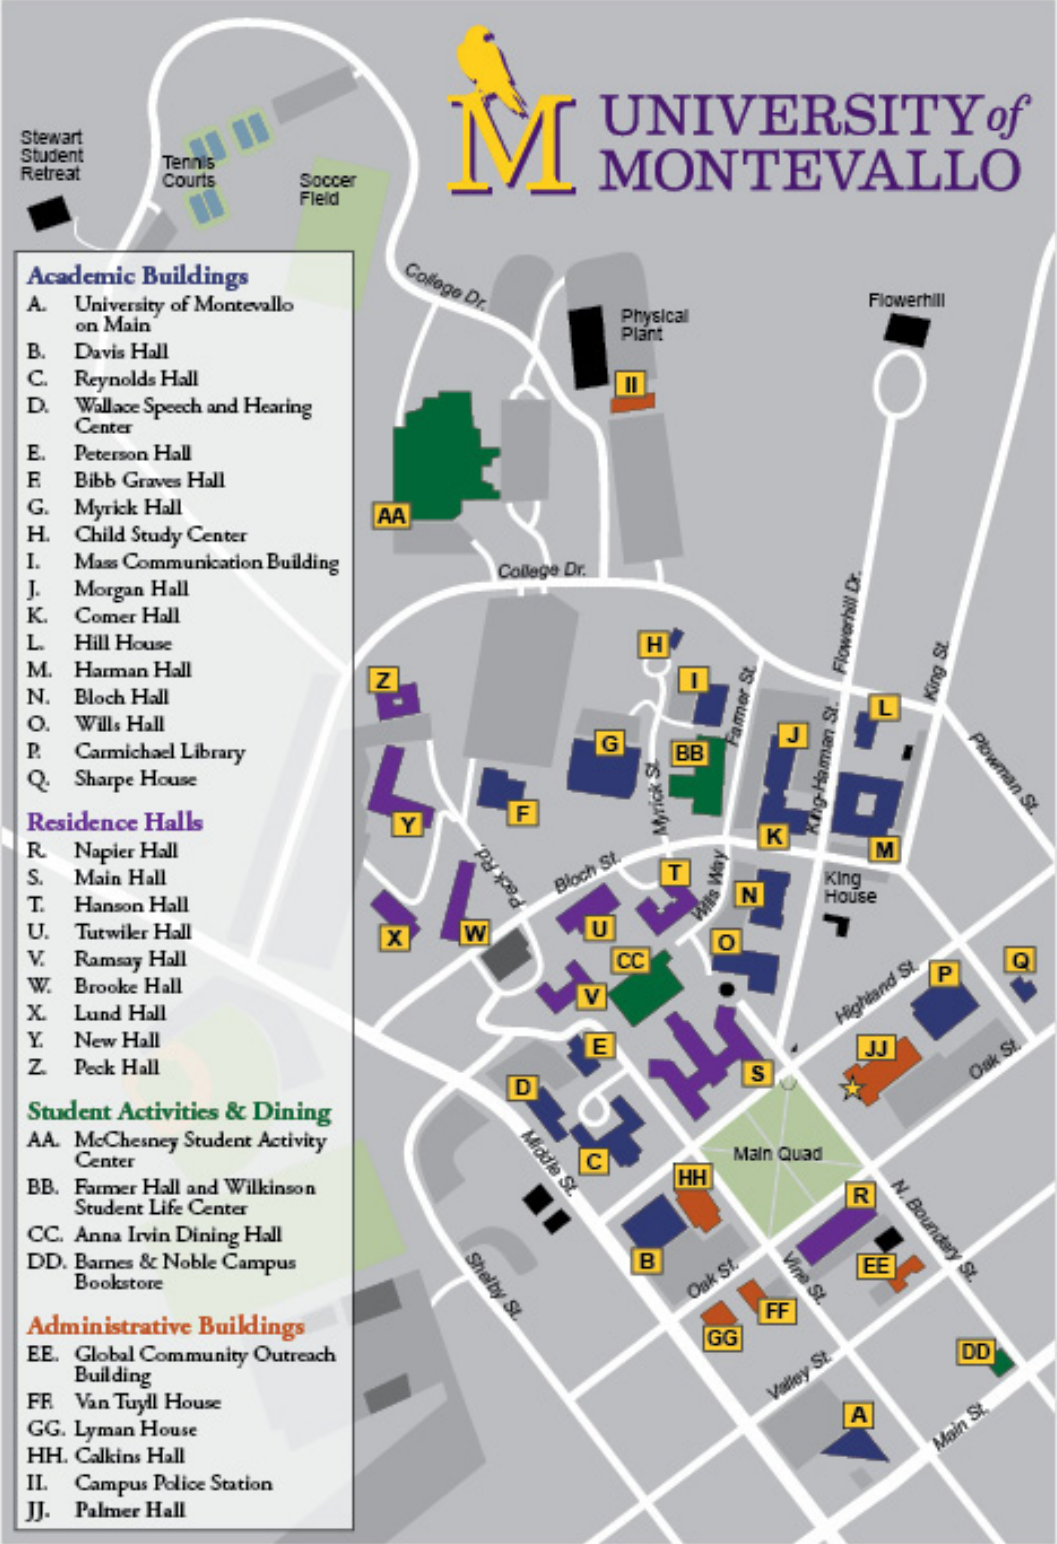 UNIVERSITY of
MONTEVALLO
M
Stewart
Student
Retreat
Tennis
Courts
Soccer
Field
College Dr.
Physical
Plant
Flowerhill
II
AA
College Dr.
Academic Buildings
A. University of Montevallo
on Main
B. Davis Hall
C. Reynolds Hall
D. Wallace Speech and Hearing
Center
E. Peterson Hall
F. Bibb Graves Hall
G. Myrick Hall
H. Child Study Center
I. Mass Communication Building
J. Morgan Hall
K. Comer Hall
L. Hill House
M. Harman Hall
N. Bloch Hall
O. Wills Hall
P. Carmichael Library
Q. Sharpe House
Residence Halls
R. Napier Hall
S. Main Hall
T. Hanson Hall
U. Tutwiler Hall
V. Ramsay Hall
W. Brooke Hall
X. Lund Hall
Y. New Hall
Z. Peck Hall
Student Activities & Dining
AA. McChesney Student Activity
Center
BB. Farmer Hall and Wilkinson
Student Life Center
CC. Anna Irvin Dining Hall
DD. Barnes & Noble Campus
Bookstore
Administrative Buildings
EE. Global Community Outreach
Building
FF. Van Tuyll House
GG. Lyman House
HH. Calkins Hall
II. Campus Police Station
JJ. Palmer Hall
H
Z
I
Farmer St.
Flowerhill Dr.
King St.
L
G
BB
J
King-Harman St.
Plowman St.
Myrick St.
F
Y
K
M
Peck Rd.
Bloch St.
T
Wills Way
N
King
House
X
W
U
O
CC
V
Highland St.
P
Q
E
S
JJ
Oak St.
D
Middle St.
C
Main Quad
HH
R
N. Boundary St.
B
EE
Shelby St.
Oak St.
Vine St.
FF
GG
Valley St.
DD
A
Main St.